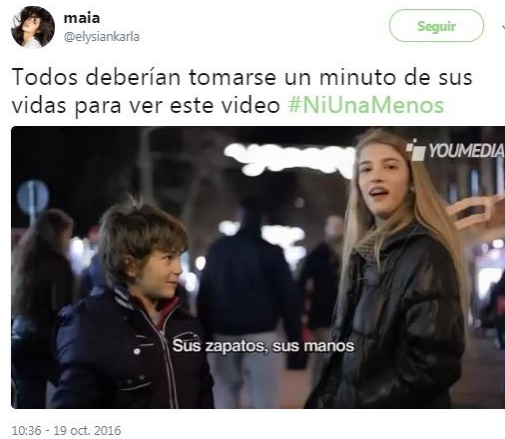 maia
@elysiankarla
Seguir
Todos deberían tomarse un minuto de sus
vidas para ver este video #NiUnaMenos
YOUMEDIA
Sus zapatos, sus manos
10:36 - 19 oct. 2016